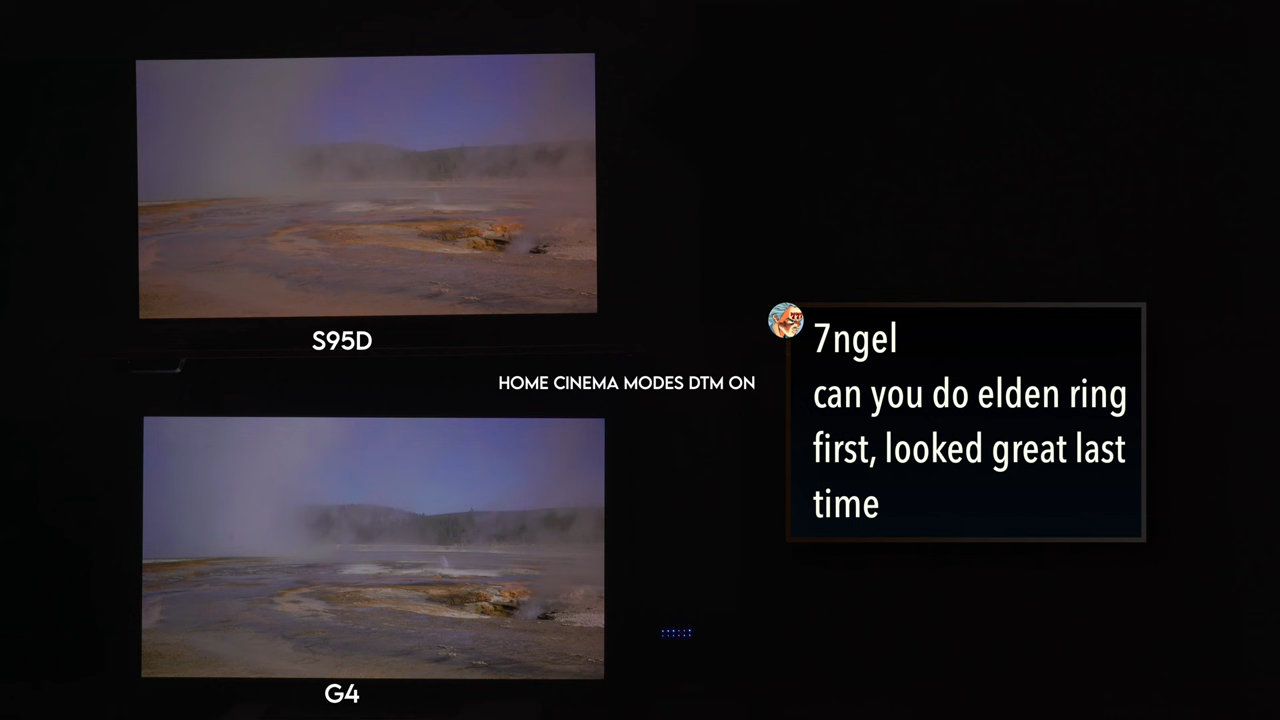 S95D
HOME CINEMA MODES DTM ON
G4
7ngel
can you do elden ring
first, looked great last
time